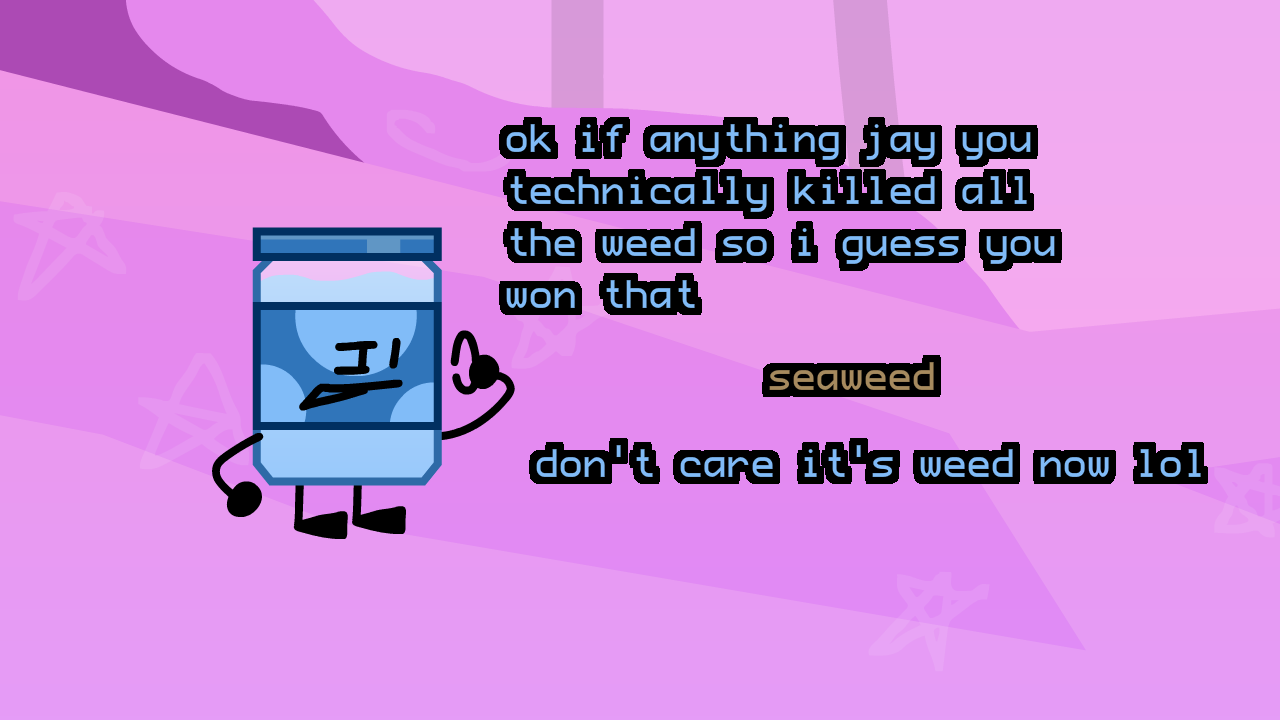 ok if anything jay you
technically killed all
the weed so i guess you
won that
seaweed
don't care it's weed now lol